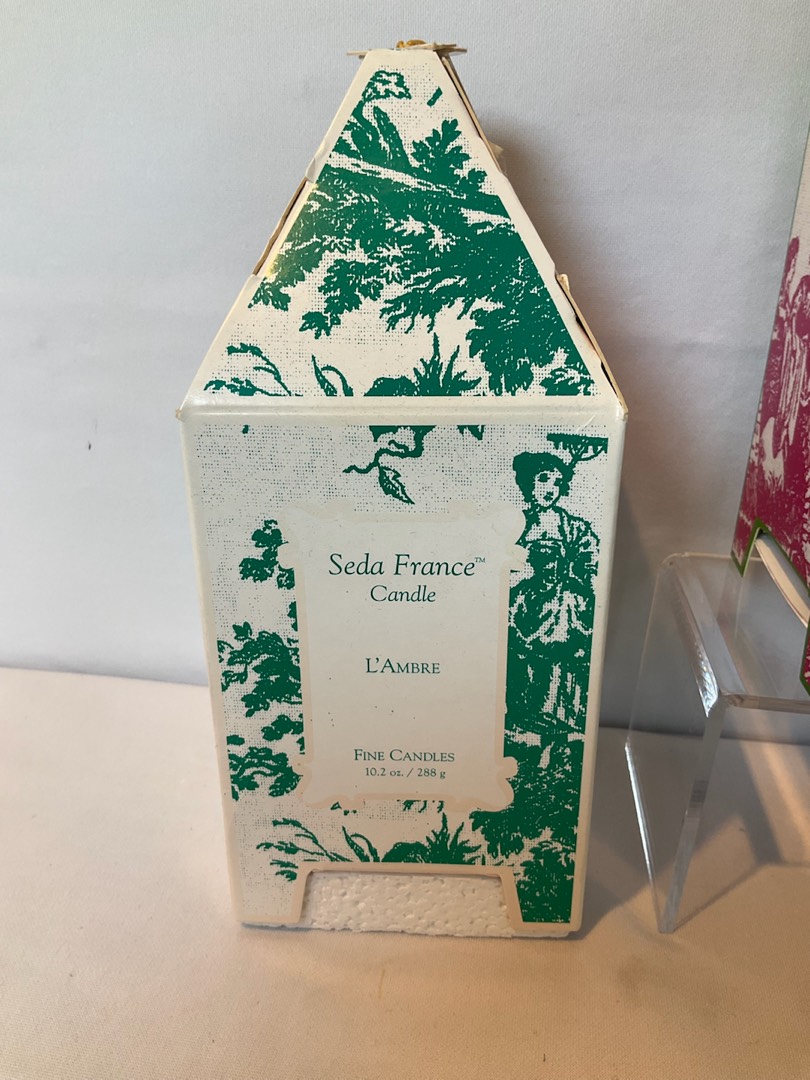 Seda France™
Candle
L'AMBRE
FINE CANDLES
10.2 oz. / 288 g